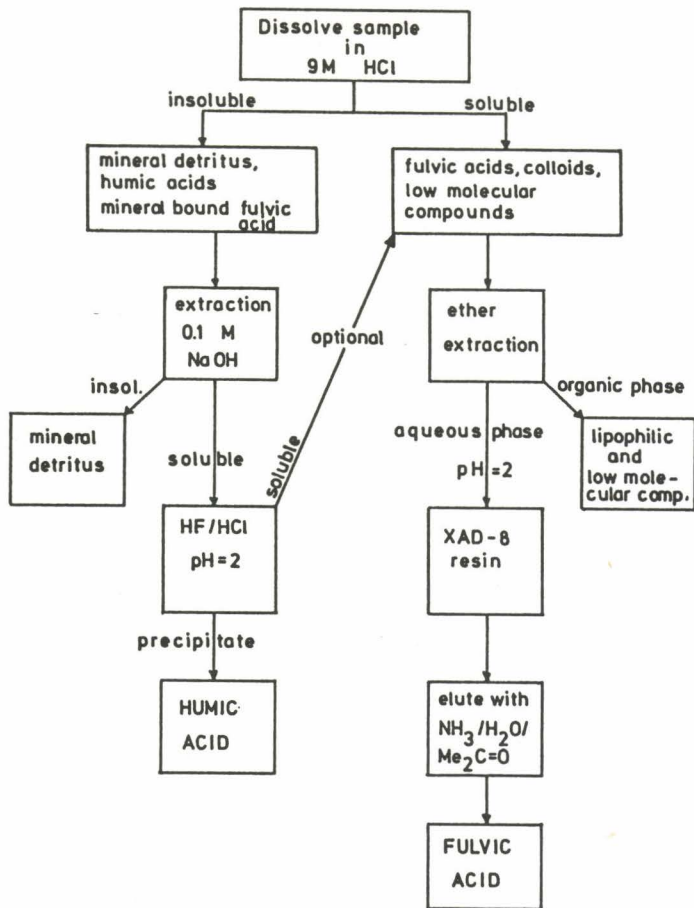 Dissolve sample
in
9M HCl
insoluble
soluble
mineral detritus,
humic acids
mineral bound fulvic
acid
fulvic acids, colloids,
low molecular
compounds
extraction
0.1 M
NaOH
optional
ether
extraction
insol.
organic phase
mineral
detritus
soluble
soluble
aqueous phase
pH=2
lipophilic
and
low mole-
cular comp.
HF/HCl
pH=2
XAD-8
resin
precipitate
HUMIC
ACID
elute with
NH3/H2O/
Me2C=O
FULVIC
ACID